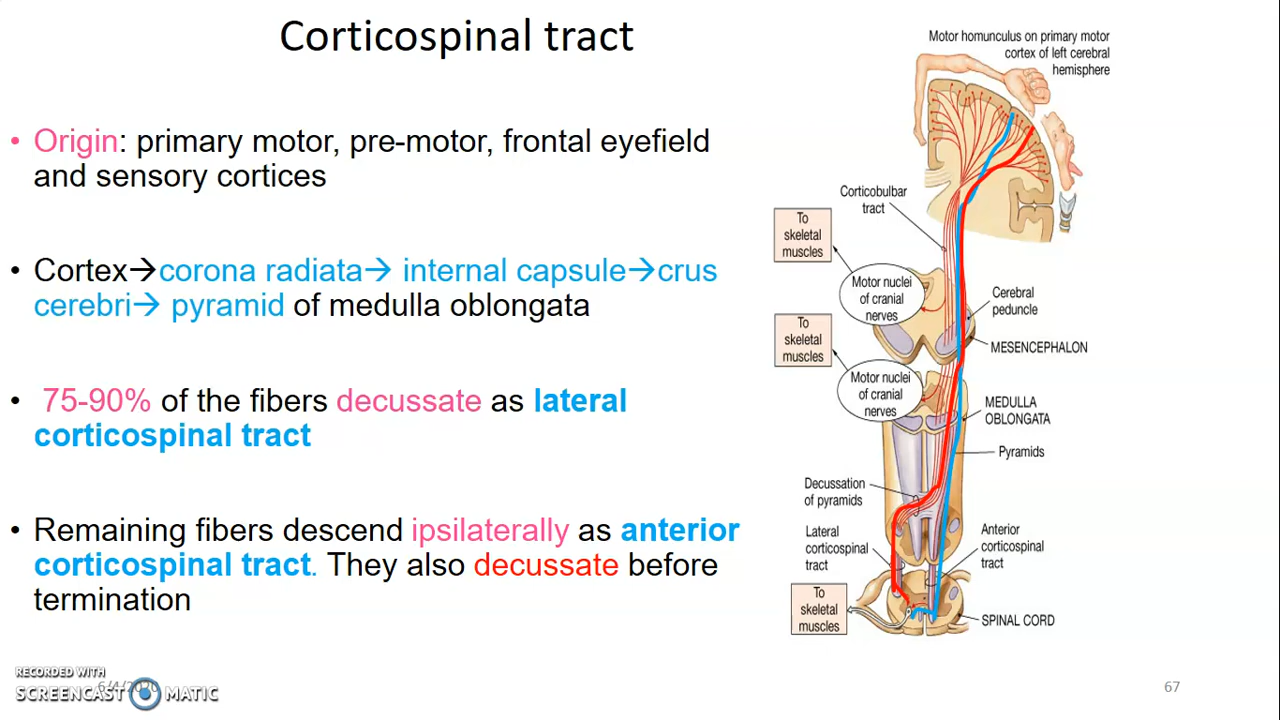 Corticospinal tract
• Origin: primary motor, pre-motor, frontal eyefield
and sensory cortices
• Cortex→corona radiata→ internal capsule→crus
cerebri→ pyramid of medulla oblongata
• 75-90% of the fibers decussate as lateral
corticospinal tract
• Remaining fibers descend ipsilaterally as anterior
corticospinal tract. They also decussate before
termination
Motor homunculus on primary motor
cortex of left cerebral
hemisphere
Corticobulbar
tract
To
skeletal
muscles
Motor nuclei
of cranial
nerves
Cerebral
peduncle
To
skeletal
muscles
MESENCEPHALON
Motor nuclei
of cranial
nerves
MEDULLA
OBLONGATA
Pyramids
Decussation
of pyramids
Lateral
corticospinal
tract
Anterior
corticospinal
tract
To
skeletal
muscles
SPINAL CORD
RECORDED WITH
SCREENCAST MATIC
67